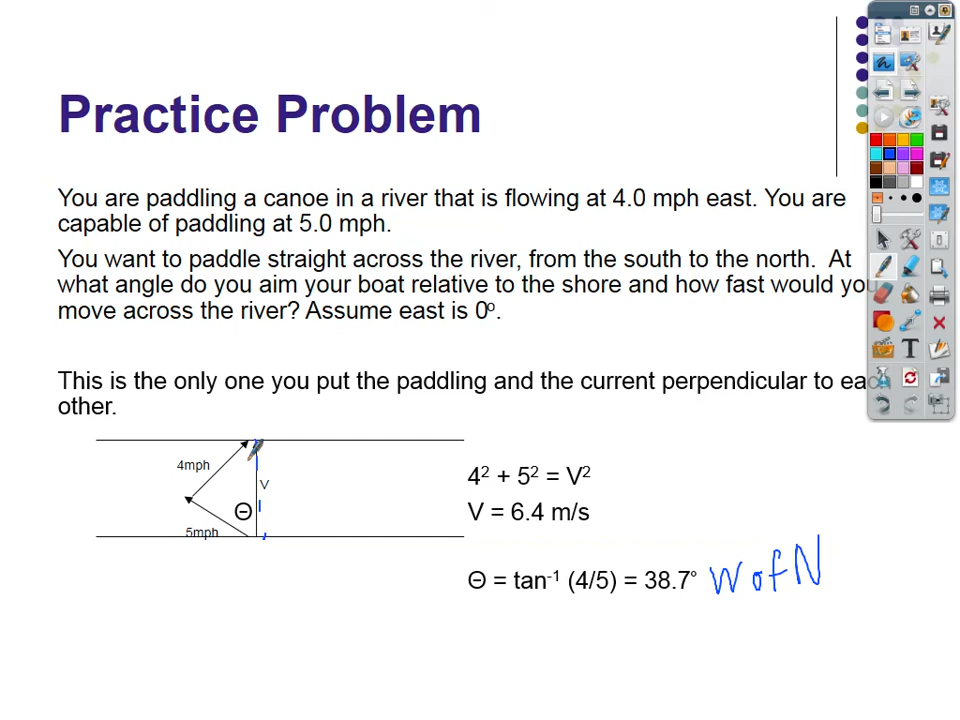 Practice Problem
You are paddling a canoe in a river that is flowing at 4.0 mph east. You are
capable of paddling at 5.0 mph.
You want to paddle straight across the river, from the south to the north. At
what angle do you aim your boat relative to the shore and how fast would you
move across the river? Assume east is 0º.
This is the only one you put the paddling and the current perpendicular to each
other.
4mph
V
Θ
5mph
4² + 5² = V²
V = 6.4 m/s
Θ = tan⁻¹ (4/5) = 38.7° W of N
T